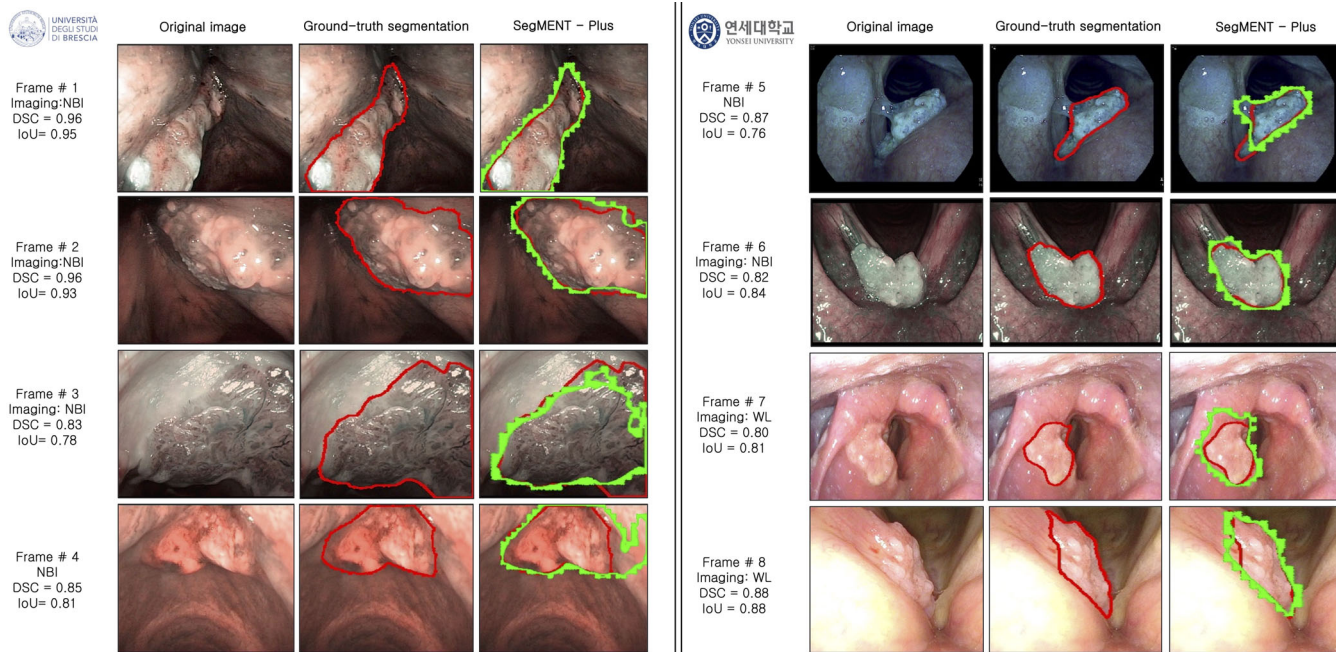 UNIVERSITÀ
DEGLI STUDI
DI BRESCIA
Original image
Ground-truth segmentation
SegMENT - Plus
Frame # 1
Imaging:NBI
DSC = 0.96
IoU= 0.95
Frame # 2
Imaging:NBI
DSC = 0.96
IoU= 0.93
Frame # 3
Imaging: NBI
DSC = 0.83
IoU = 0.78
Frame # 4
NBI
DSC = 0.85
IoU= 0.81
연세대학교
YONSEI UNIVERSITY
Original image
Ground-truth segmentation
SegMENT - Plus
Frame # 5
NBI
DSC = 0.87
IoU = 0.76
Frame # 6
Imaging: NBI
DSC = 0.82
IoU = 0.84
Frame # 7
Imaging: WL
DSC = 0.80
IoU = 0.81
Frame # 8
Imaging: WL
DSC = 0.88
IoU = 0.88